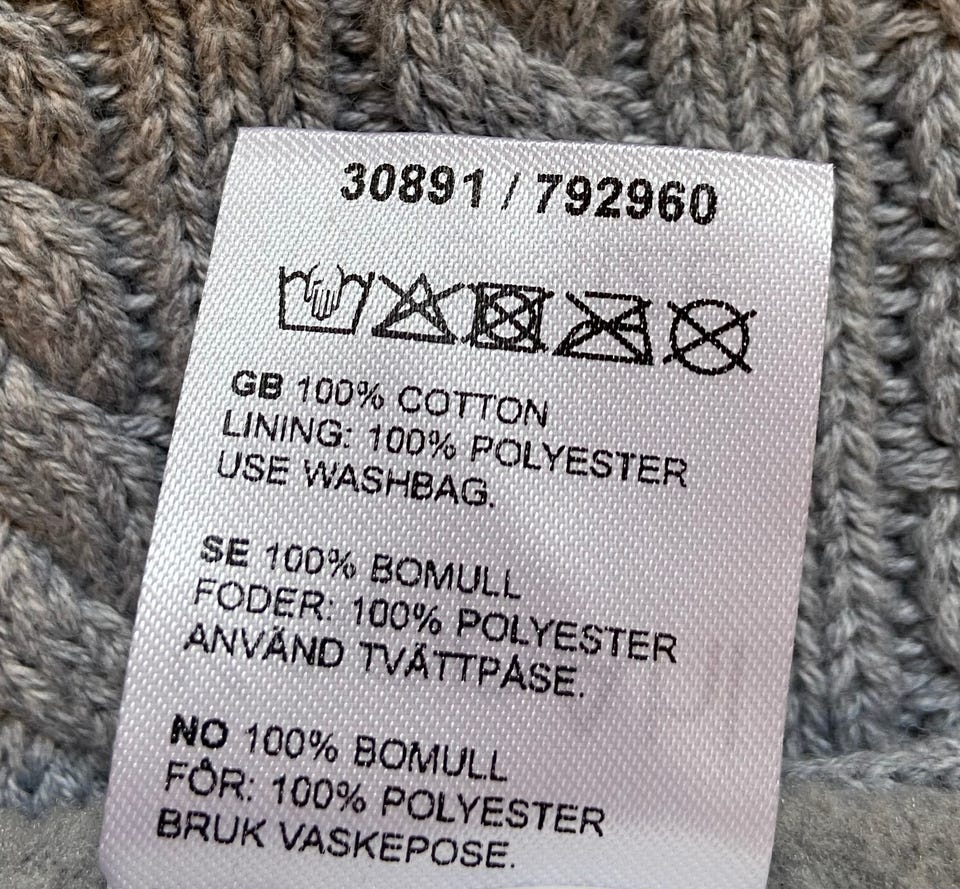 30891 / 792960
GB 100% COTTON
LINING: 100% POLYESTER
USE WASHBAG.
SE 100% BOMULL
FODER: 100% POLYESTER
ANVÄND TVÄTTPÅSE.
NO 100% BOMULL
FÔR: 100% POLYESTER
BRUK VASKEPOSE.